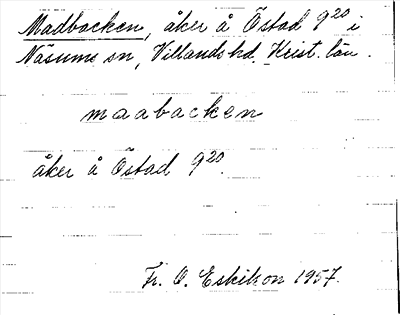 Madbacken, åker å Östad 9²⁰ i
Näsums sn, Villands hd. Krist. län.
maabacken
åker å Östad 9²⁰.
Fr. O. Eskilson 1957.